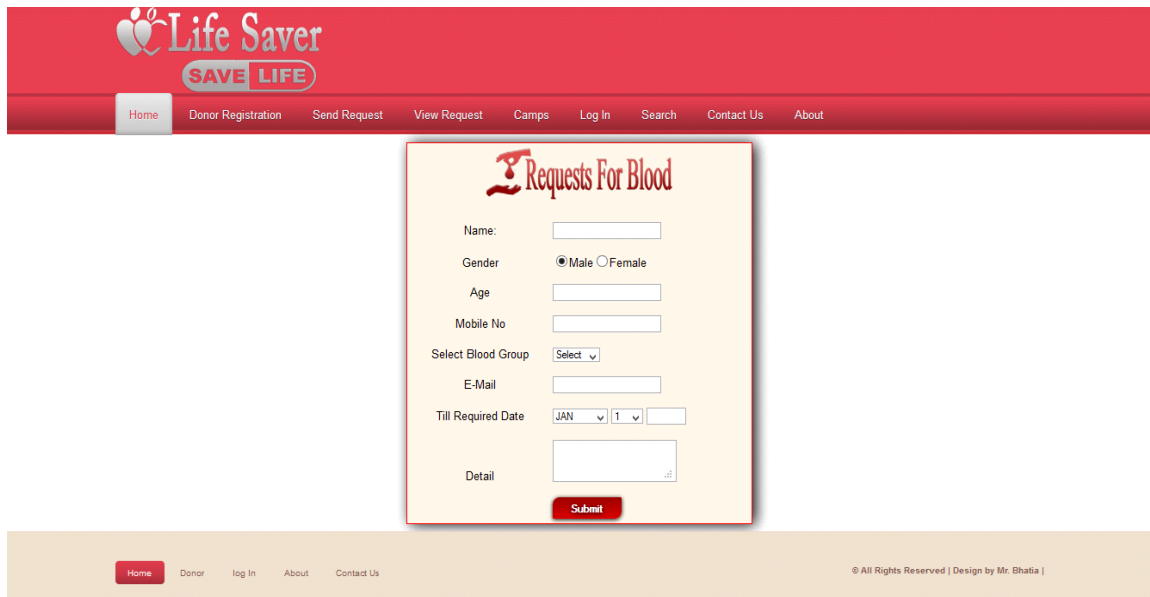 Life Saver
SAVE LIFE
Home Donor Registration Send Request View Request Camps Log In Search Contact Us About
Requests For Blood
Name:
Gender Male Female
Age
Mobile No
Select Blood Group Select
E-Mail
Till Required Date JAN 1
Detail
Submit
Home Donor log In About Contact Us © All Rights Reserved | Design by Mr. Bhatia |